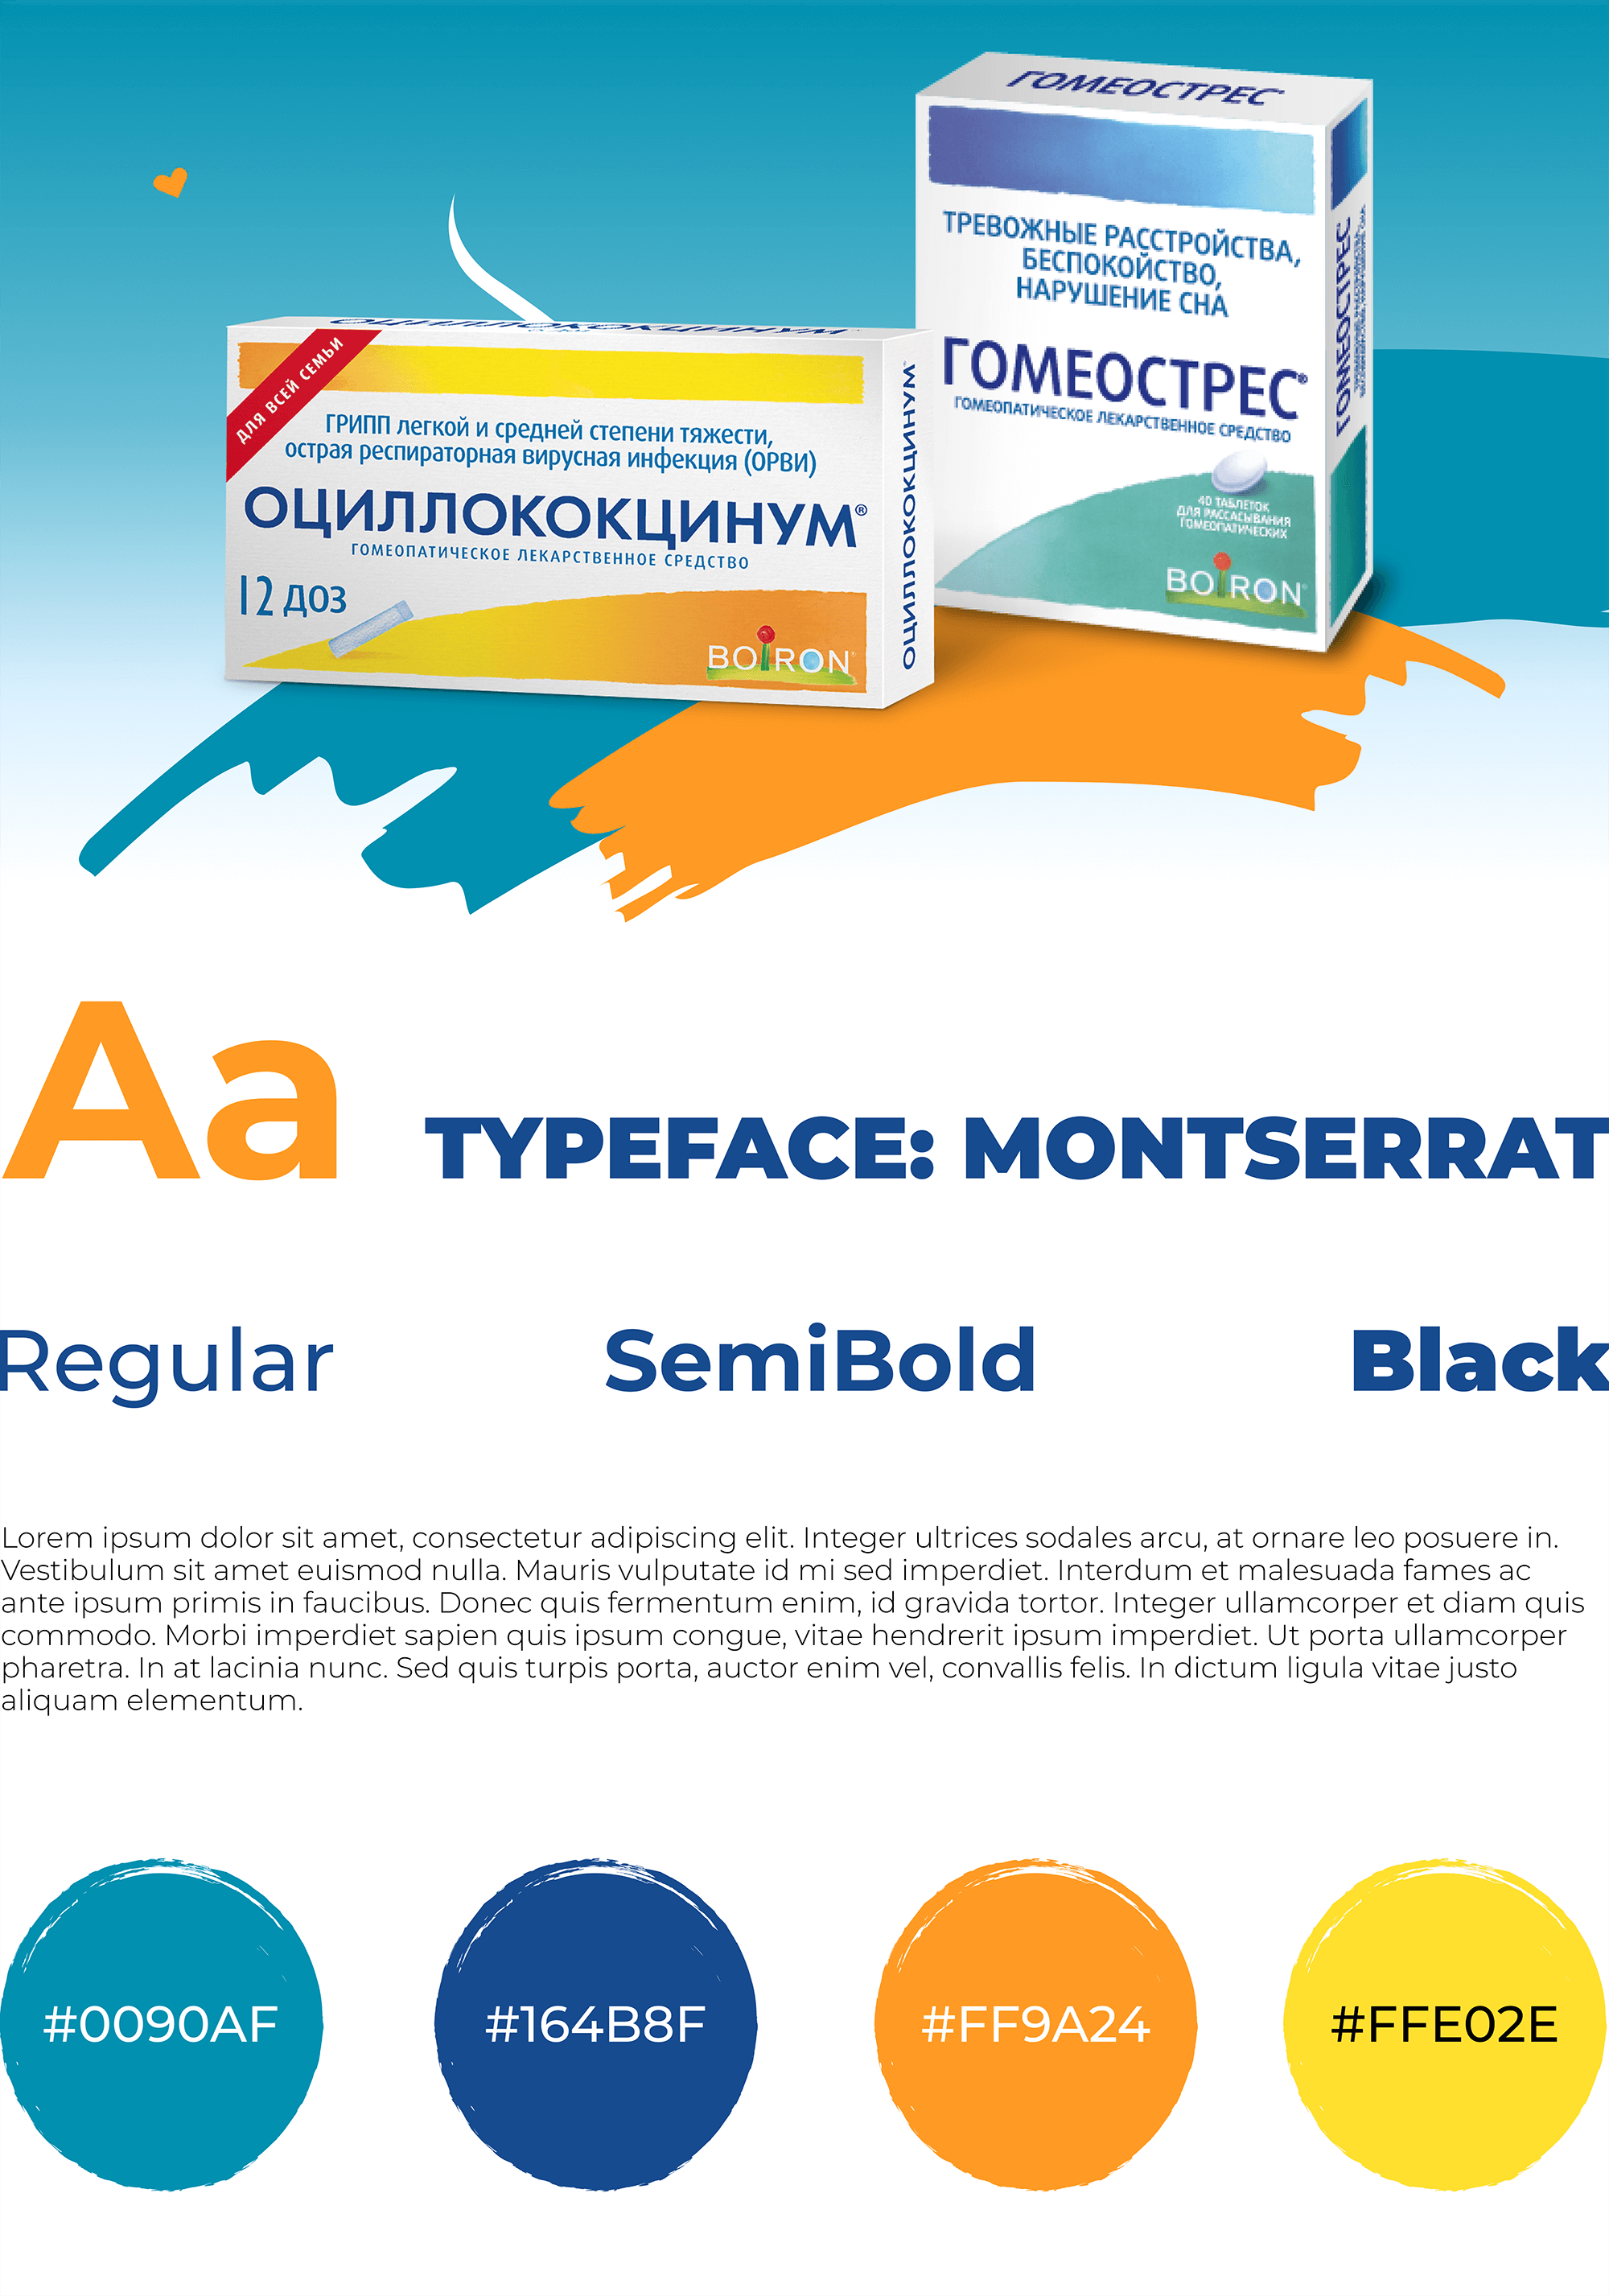 ГОМЕОСТРЕС
ТРЕВОЖНЫЕ РАССТРОЙСТВА,
БЕСПОКОЙСТВО,
НАРУШЕНИЕ СНА
ГОМЕОСТРЕС®
ГОМЕОПАТИЧЕСКОЕ ЛЕКАРСТВЕННОЕ СРЕДСТВО
40 ТАБЛЕТОК
ДЛЯ РАССАСЫВАНИЯ
ГОМЕОПАТИЧЕСКИХ
BOIRON
ГОМЕОСТРЕС
ОЦИЛЛОКОКЦИНУМ
ДЛЯ ВСЕЙ СЕМЬИ
ГРИПП легкой и средней степени тяжести,
острая респираторная вирусная инфекция (ОРВИ)
ОЦИЛЛОКОКЦИНУМ®
ГОМЕОПАТИЧЕСКОЕ ЛЕКАРСТВЕННОЕ СРЕДСТВО
12 ДОЗ
BOIRON
ОЦИЛЛОКОКЦИНУМ
Aa
TYPEFACE: MONTSERRAT
Regular
SemiBold
Black
Lorem ipsum dolor sit amet, consectetur adipiscing elit. Integer ultrices sodales arcu, at ornare leo posuere in.
Vestibulum sit amet euismod nulla. Mauris vulputate id mi sed imperdiet. Interdum et malesuada fames ac
ante ipsum primis in faucibus. Donec quis fermentum enim, id gravida tortor. Integer ullamcorper et diam quis
commodo. Morbi imperdiet sapien quis ipsum congue, vitae hendrerit ipsum imperdiet. Ut porta ullamcorper
pharetra. In at lacinia nunc. Sed quis turpis porta, auctor enim vel, convallis felis. In dictum ligula vitae justo
aliquam elementum.
#0090AF
#164B8F
#FF9A24
#FFE02E